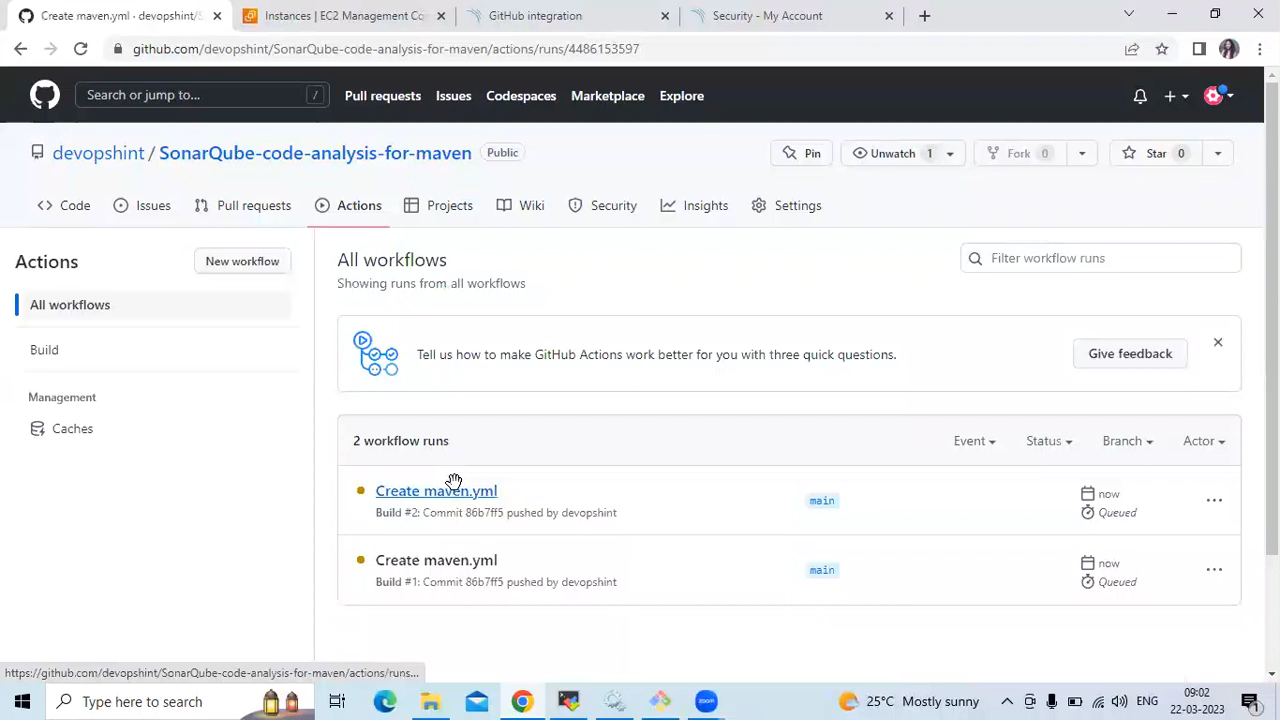 Create maven.yml · devopshint/S
Instances | EC2 Management Co
GitHub integration
Security - My Account
github.com/devopshint/SonarQube-code-analysis-for-maven/actions/runs/4486153597
Search or jump to...
/
Pull requests
Issues
Codespaces
Marketplace
Explore
devopshint / SonarQube-code-analysis-for-maven
Public
Pin
Unwatch 1
Fork 0
Star 0
Code
Issues
Pull requests
Actions
Projects
Wiki
Security
Insights
Settings
Actions
New workflow
All workflows
Build
Management
Caches
All workflows
Showing runs from all workflows
Filter workflow runs
Tell us how to make GitHub Actions work better for you with three quick questions.
Give feedback
2 workflow runs
Event
Status
Branch
Actor
Create maven.yml
Build #2: Commit 86b7ff5 pushed by devopshint
main
now
Queued
Create maven.yml
Build #1: Commit 86b7ff5 pushed by devopshint
main
now
Queued
https://github.com/devopshint/SonarQube-code-analysis-for-maven/actions/runs...
Type here to search
25°C Mostly sunny
ENG
09:02
22-03-2023
1